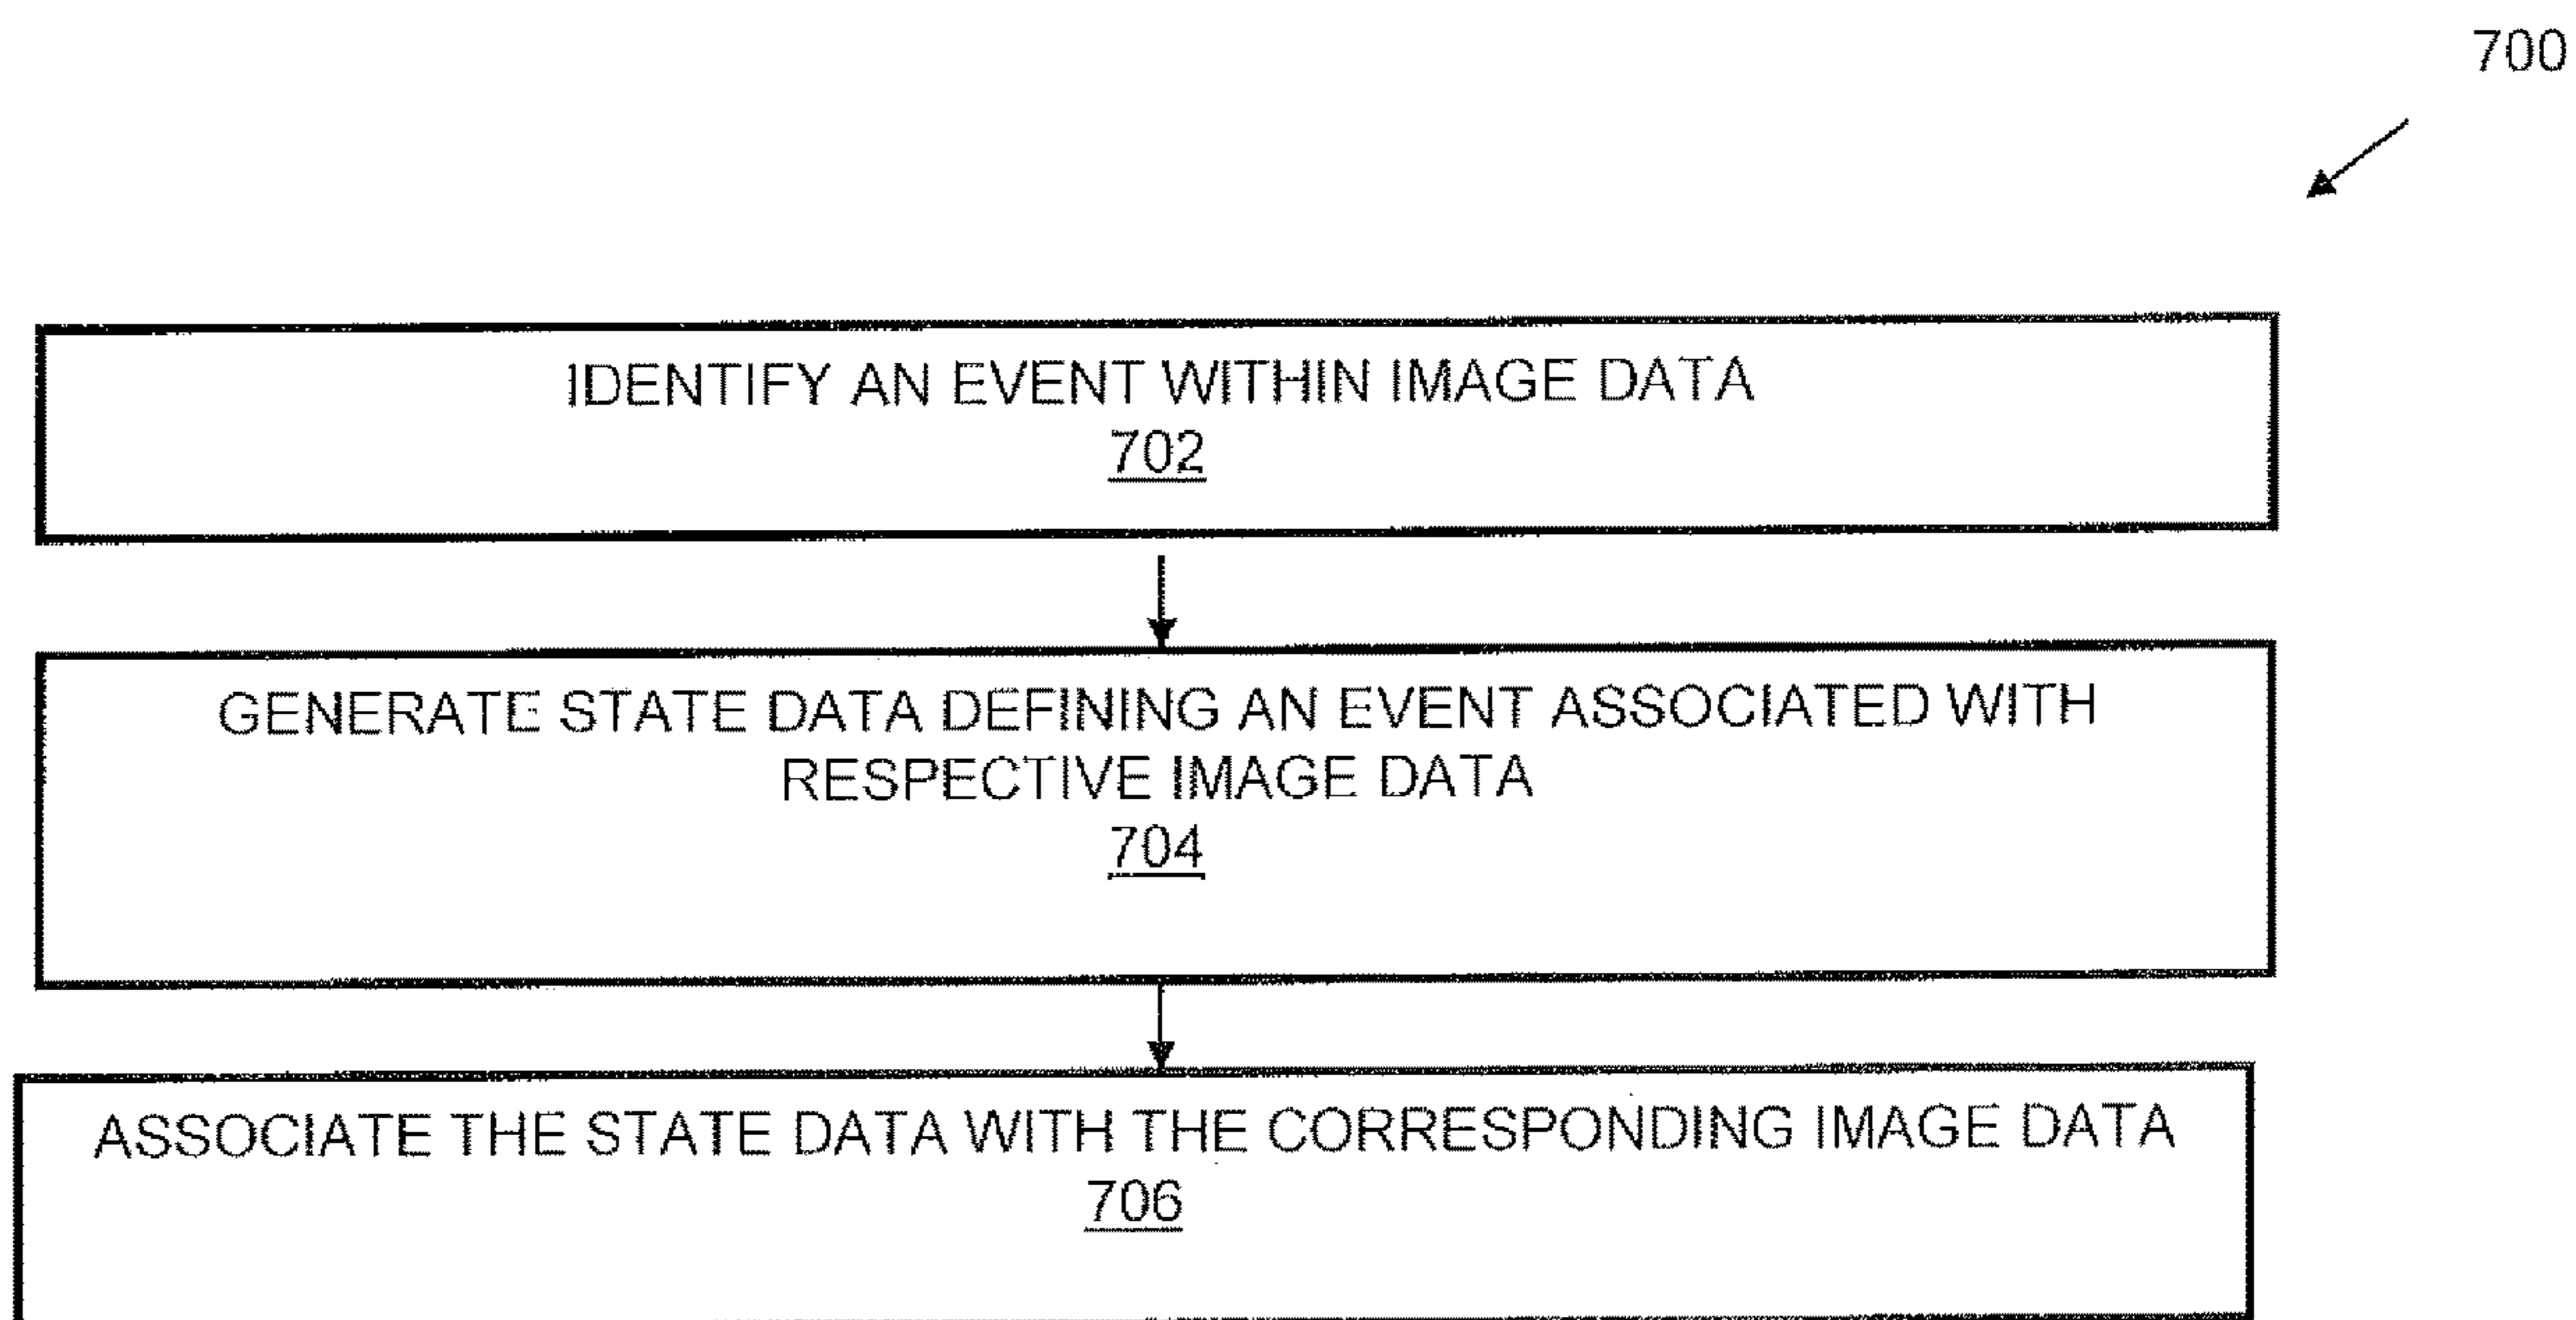 700
IDENTIFY AN EVENT WITHIN IMAGE DATA
702
GENERATE STATE DATA DEFINING AN EVENT ASSOCIATED WITH
RESPECTIVE IMAGE DATA
704
ASSOCIATE THE STATE DATA WITH THE CORRESPONDING IMAGE DATA
706